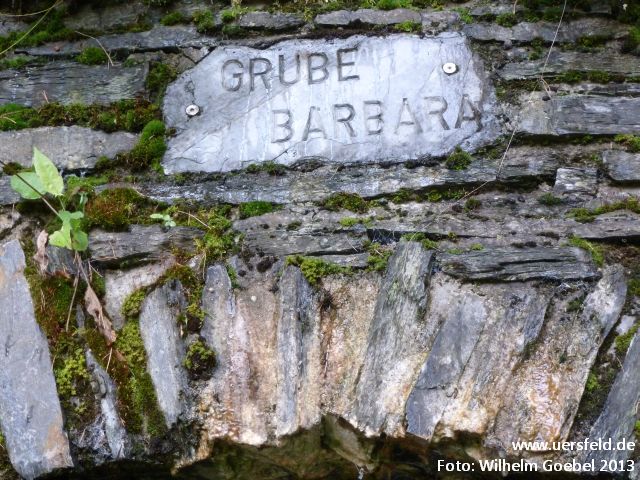 GRUBE
BARBARA
www.uersfeld.de
Foto: Wilhelm Goebel 2013